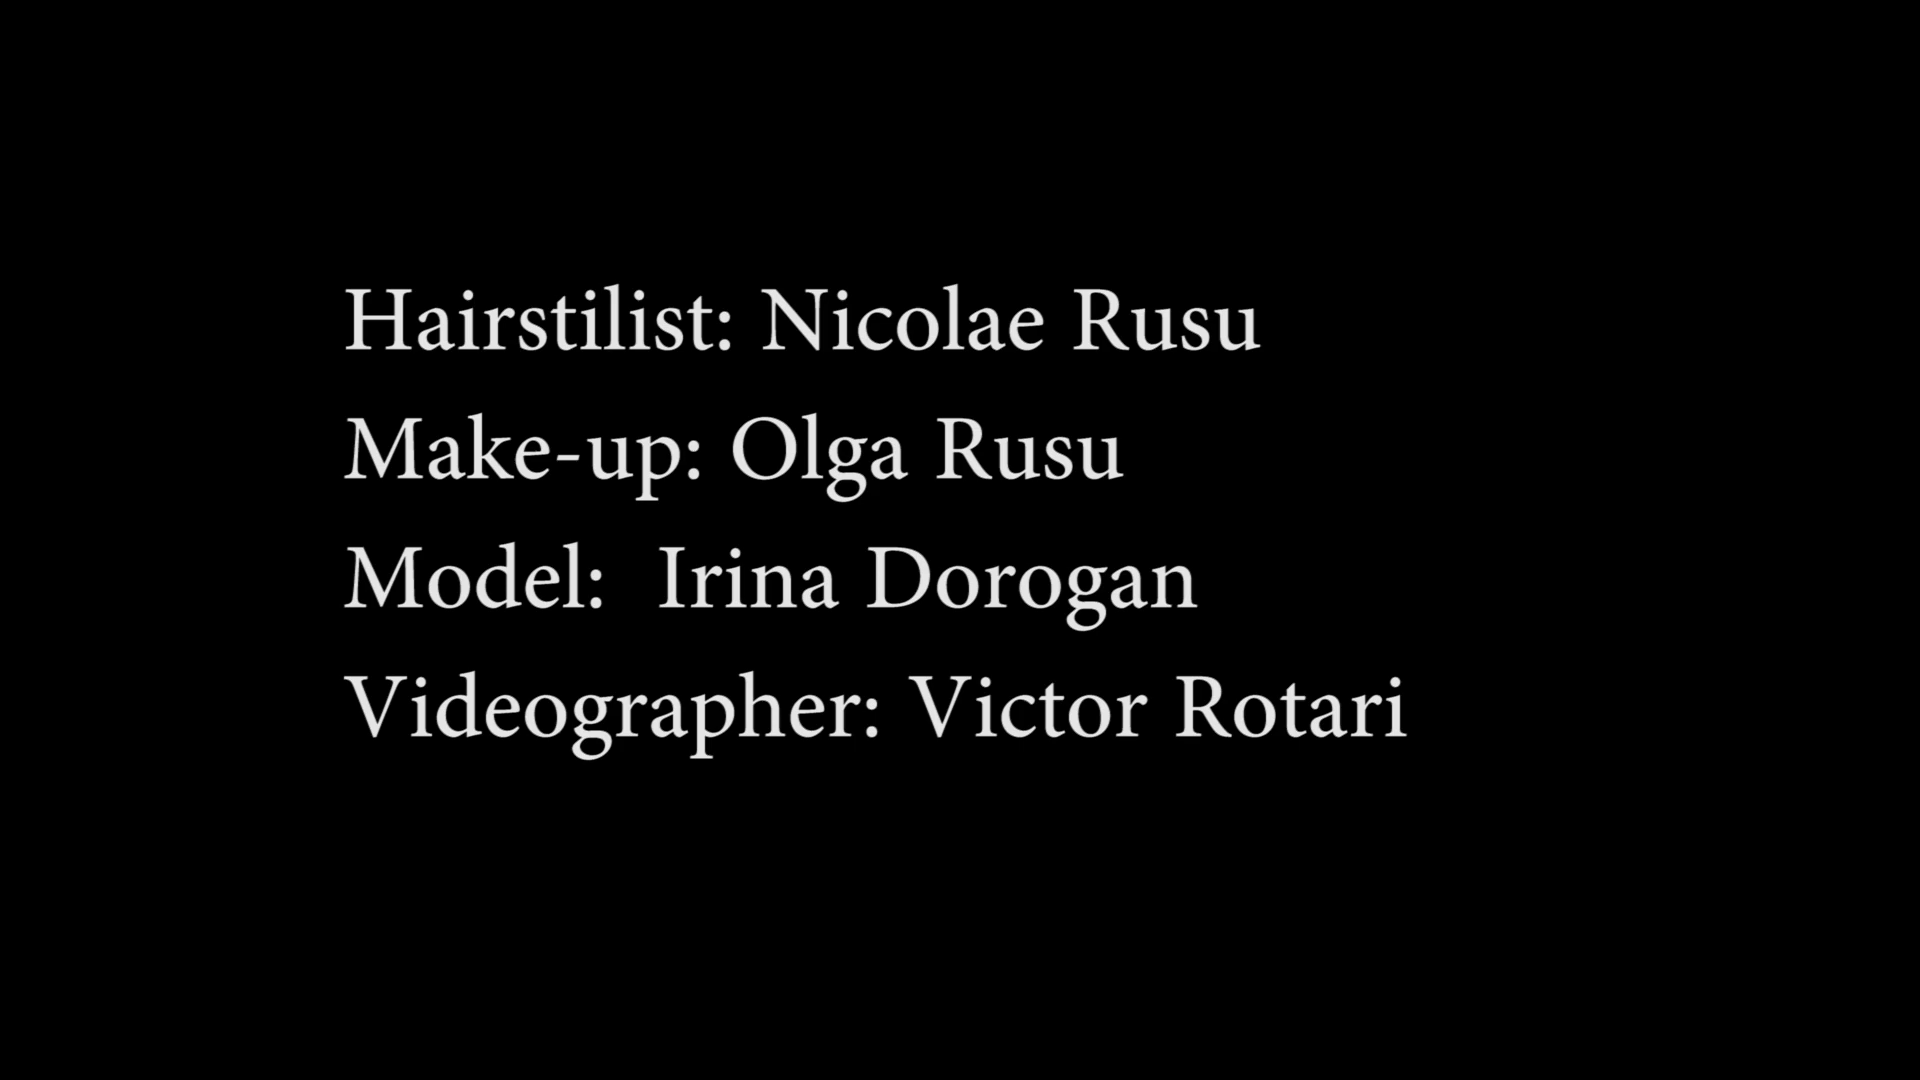 Hairstilist: Nicolae Rusu
Make-up: Olga Rusu
Model:  Irina Dorogan
Videographer: Victor Rotari